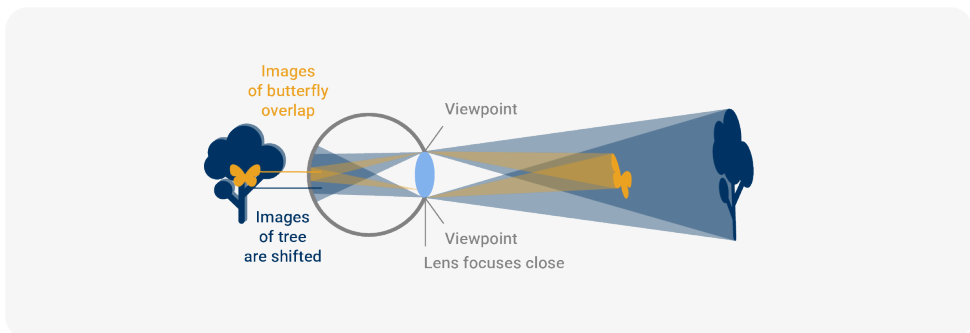 Images
of butterfly
overlap
Viewpoint
Images
of tree
are shifted
Viewpoint
Lens focuses close